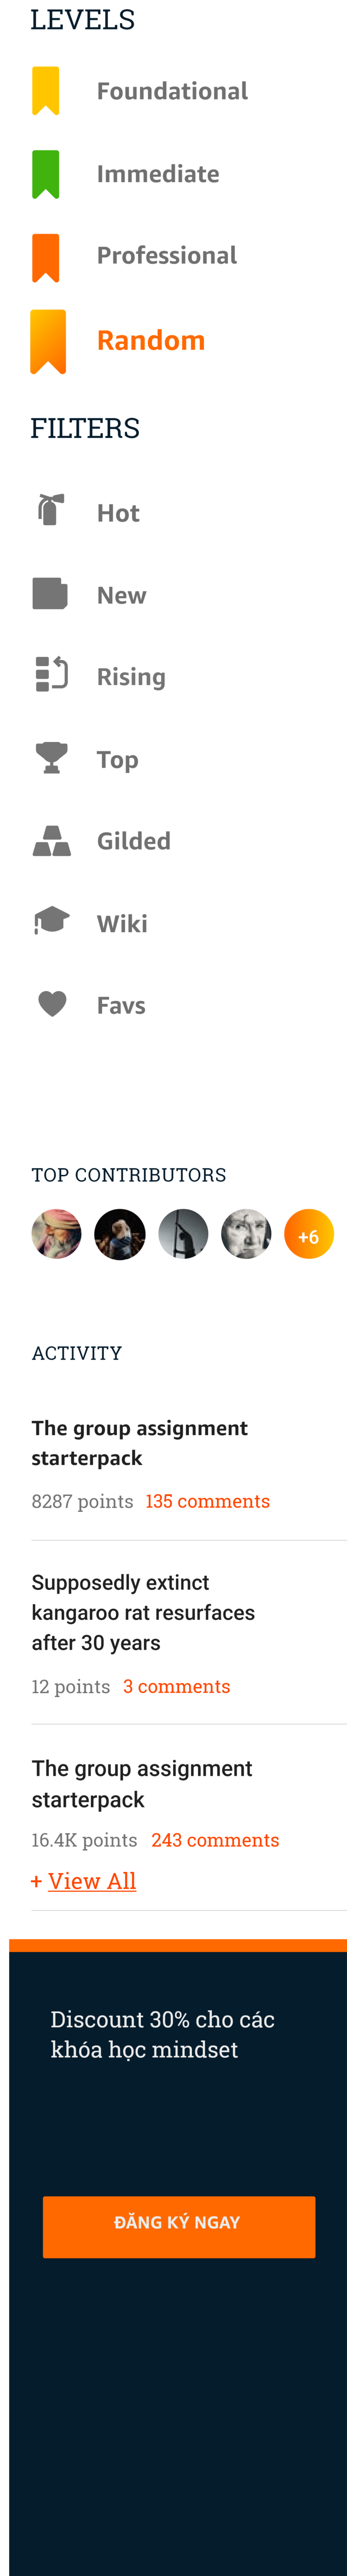 LEVELS
Foundational
Immediate
Professional
Random
FILTERS
Hot
New
Rising
Top
Gilded
Wiki
Favs
TOP CONTRIBUTORS
+6
ACTIVITY
The group assignment
starterpack
8287 points 135 comments
Supposedly extinct
kangaroo rat resurfaces
after 30 years
12 points 3 comments
The group assignment
starterpack
16.4K points 243 comments
+ View All
Discount 30% cho các
khóa học mindset
ĐĂNG KÝ NGAY